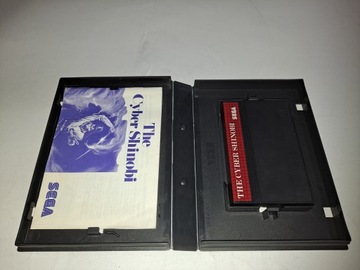 The
Cyber Shinobi
SEGA
THE CYBER SHINOBI SEGA